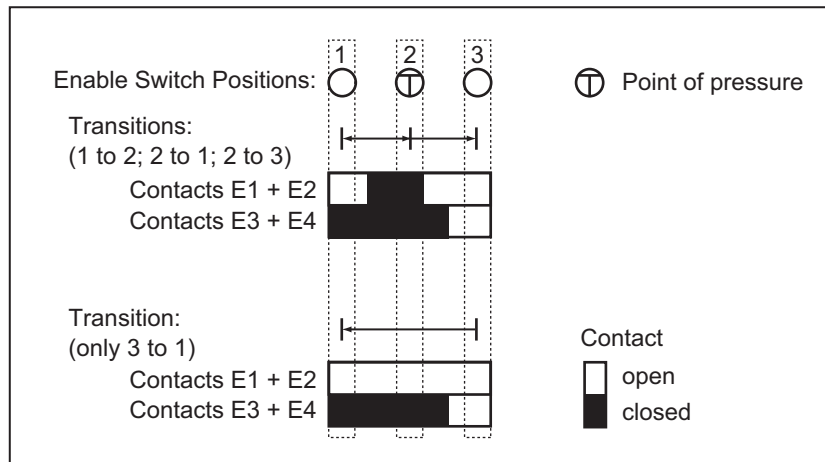 1 2 3
Enable Switch Positions:
Point of pressure
Transitions:
(1 to 2; 2 to 1; 2 to 3)
Contacts E1 + E2
Contacts E3 + E4
Transition:
(only 3 to 1)
Contacts E1 + E2
Contacts E3 + E4
Contact
open
closed